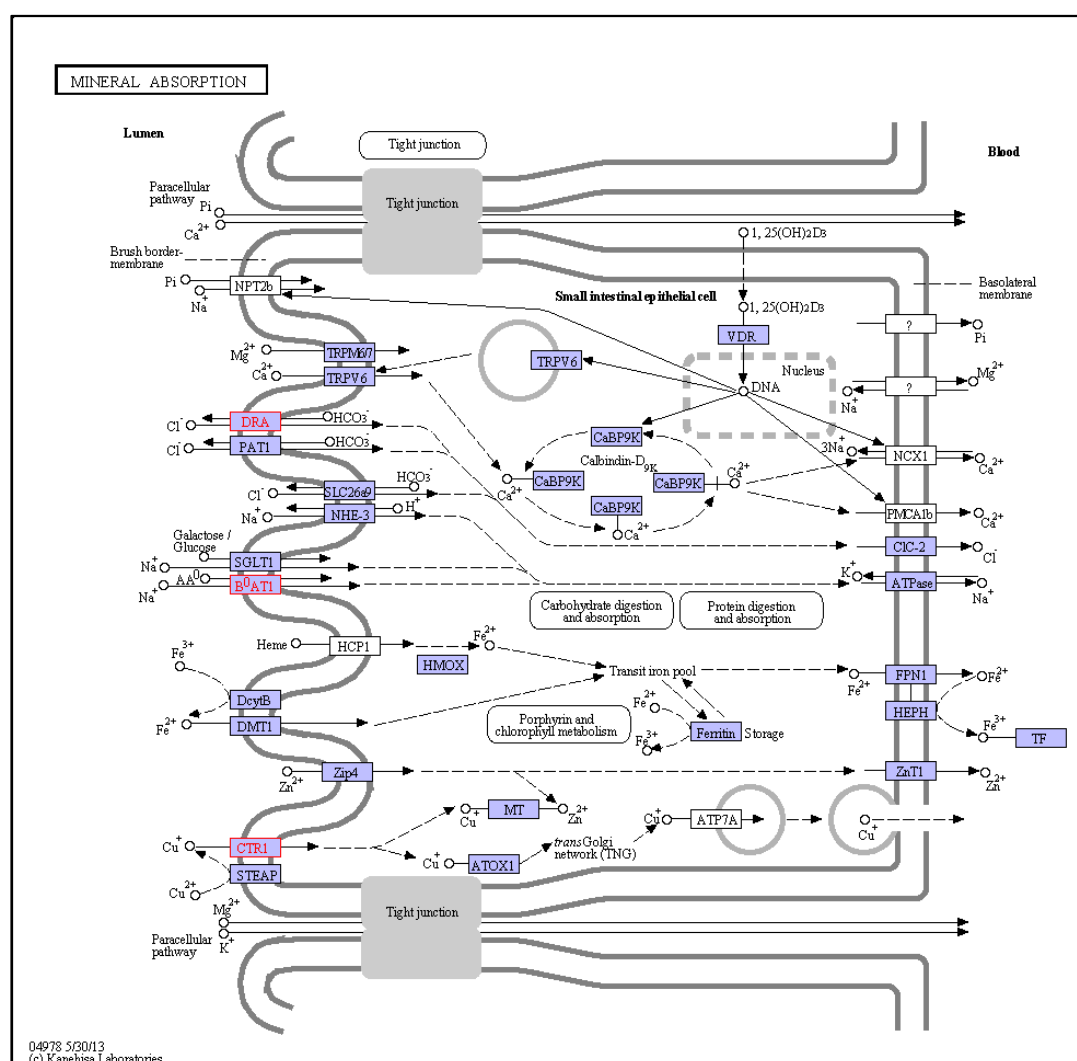 MINERAL ABSORPTION
Lumen
Tight junction
Blood
Paracellular
pathway
Pi
Ca2+
Tight junction
1, 25(OH)2D3
Brush border-
membrane
Basolateral
membrane
Pi
Na+
NPT2b
Small intestinal epithelial cell
1, 25(OH)2D3
VDR
?
Pi
Mg2+
TRPM6/7
Ca2+
TRPV6
TRPV6
Nucleus
DNA
?
Mg2+
Na+
Cl-
DRA
HCO3-
Cl-
PAT1
HCO3-
CaBP9K
Calbindin-D9K
CaBP9K
CaBP9K
Ca2+
Ca2+
3Na+
NCX1
Ca2+
Cl-
SLC26a9
HCO3-
Na+
NHE-3
H+
CaBP9K
Ca2+
PMCA1b
Ca2+
Galactose /
Glucose
Na+
SGLT1
ClC-2
Cl-
AA0
Na+
B0AT1
K+
ATPase
Na+
Carbohydrate digestion
and absorption
Protein digestion
and absorption
Heme
HCP1
HMOX
Fe2+
Transit iron pool
Fe3+
DcytB
Fe2+
DMT1
Fe2+
FPN1
Fe2+
HEPH
Porphyrin and
chlorophyll metabolism
Fe2+
Ferritin
Storage
Fe3+
Fe3+
TF
Zn2+
Zip4
ZnT1
Zn2+
Cu+
MT
Zn2+
Cu+
CTR1
Cu+
ATOX1
trans Golgi
network (TNG)
Cu+
ATP7A
Cu+
STEAP
Cu2+
Mg2+
K+
Paracellular
pathway
Tight junction
04978 5/30/13
(c) Kanehisa Laboratories